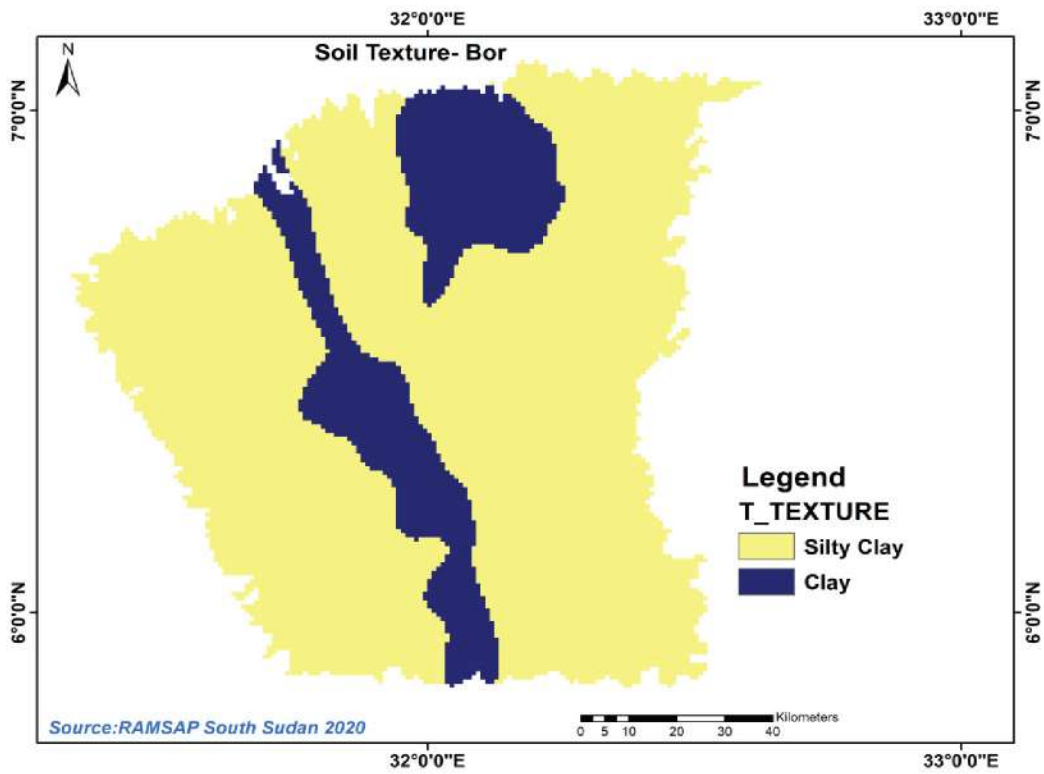 32°0'0"E 33°0'0"E
N
Soil Texture- Bor
7°0'0"N 7°0'0"N
Legend
T_TEXTURE
Silty Clay
Clay
6°0'0"N 6°0'0"N
Source:RAMSAP South Sudan 2020
Kilometers
0 5 10 20 30 40
32°0'0"E 33°0'0"E